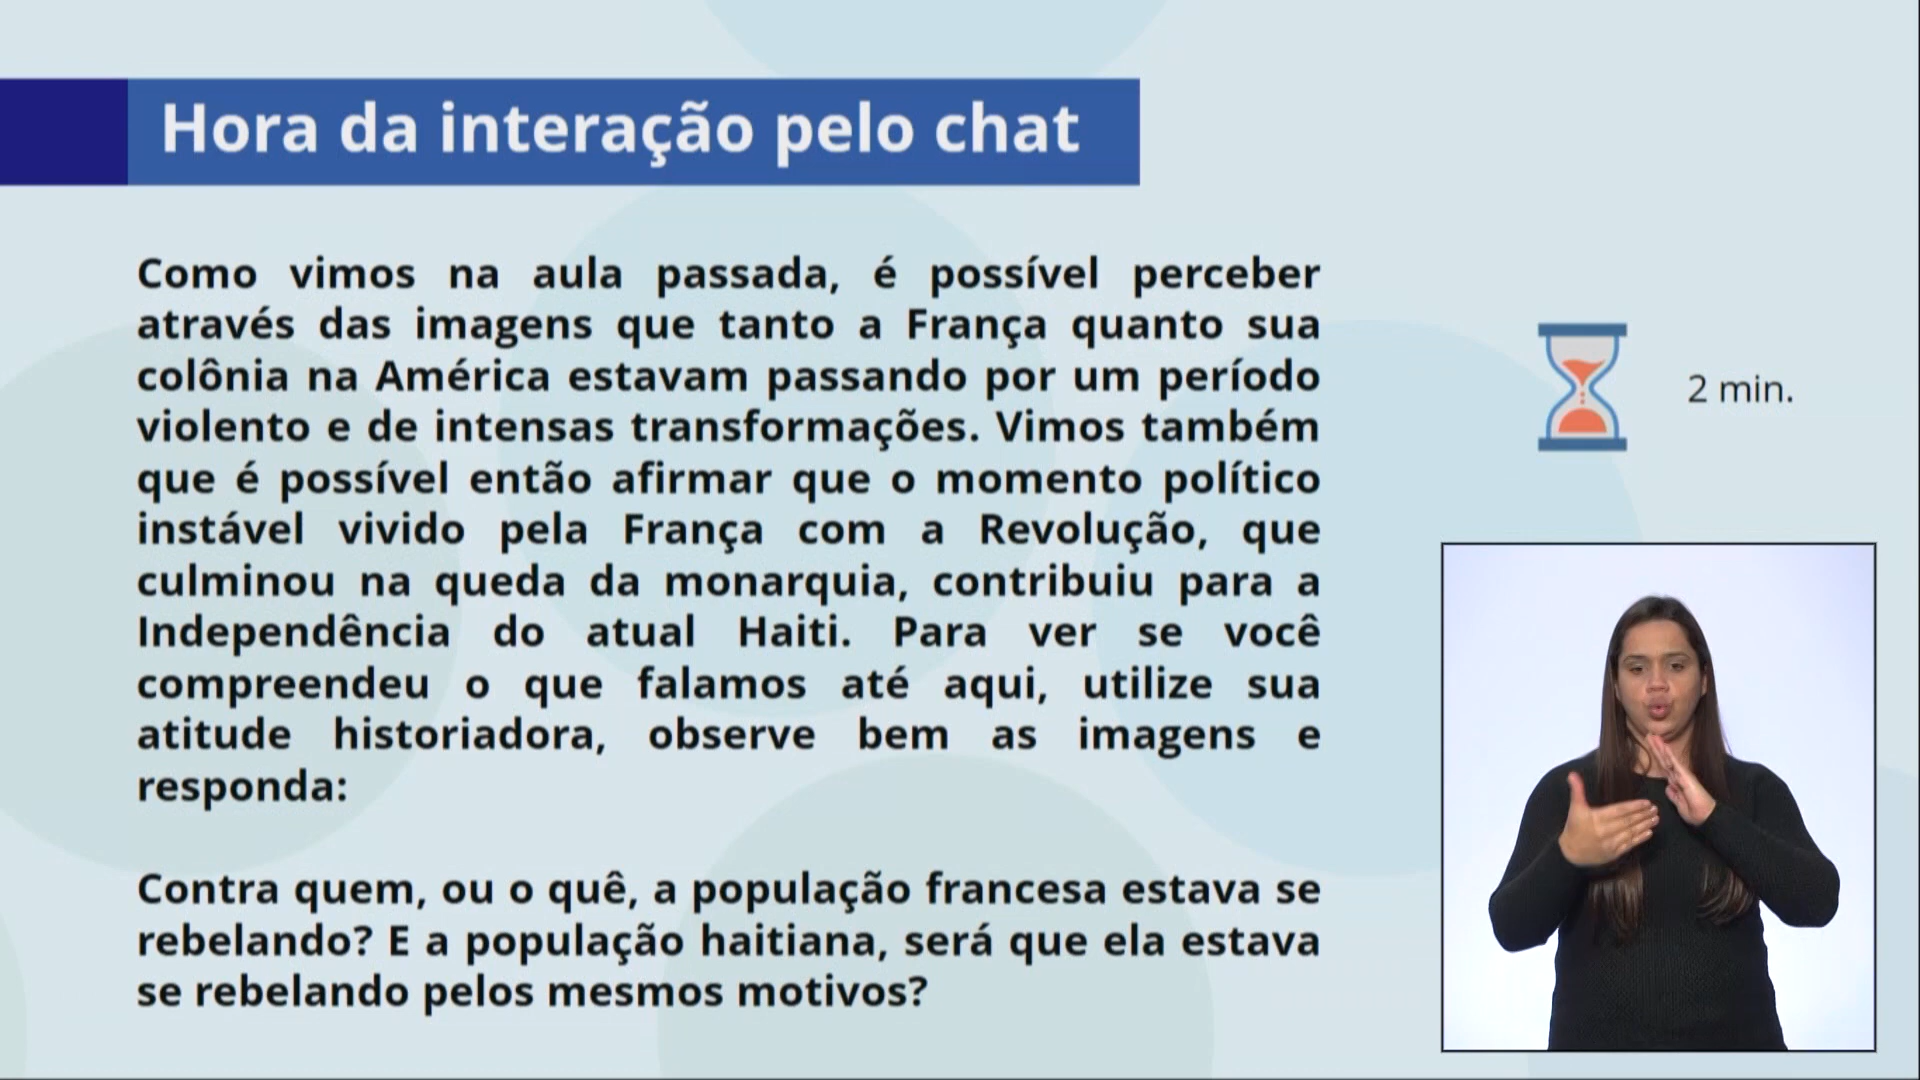 Hora da interação pelo chat
Como vimos na aula passada, é possível perceber
através das imagens que tanto a França quanto sua
colônia na América estavam passando por um período
violento e de intensas transformações. Vimos também
que é possível então afirmar que o momento político
instável vivido pela França com a Revolução, que
culminou na queda da monarquia, contribuiu para a
Independência do atual Haiti. Para ver se você
compreendeu o que falamos até aqui, utilize sua
atitude historiadora, observe bem as imagens e
responda:
Contra quem, ou o quê, a população francesa estava se
rebelando? E a população haitiana, será que ela estava
se rebelando pelos mesmos motivos?
2 min.